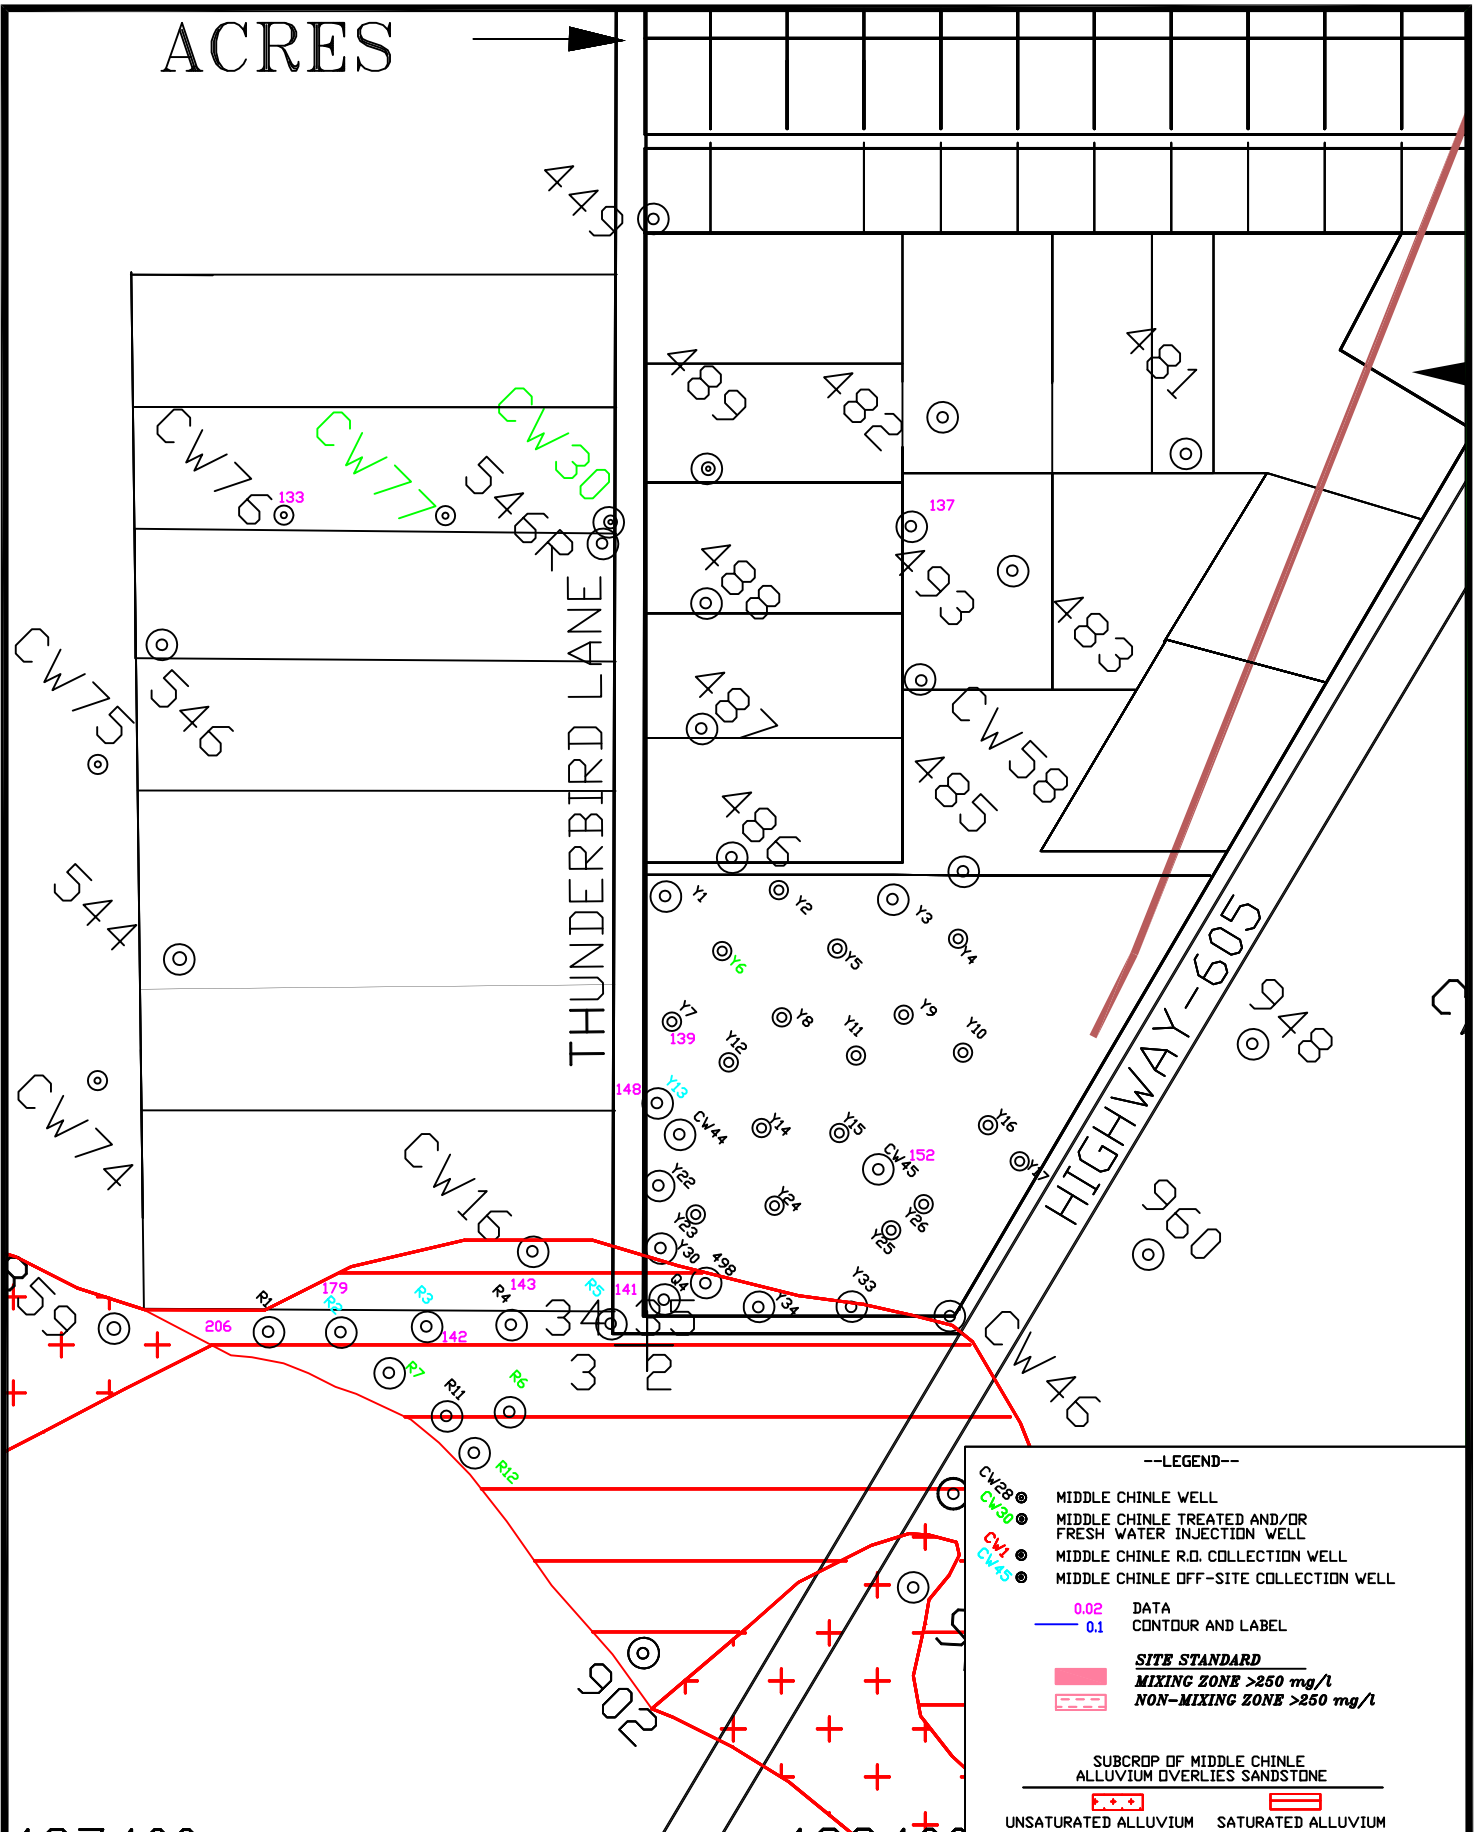 ACRES
449
489
482
481
CW76
133
CW77
546R
CW30
137
488
493
483
CW75
546
487
CW58
485
486
THUNDERBIRD LANE
544
Y1
Y2
Y3
Y4
Y5
Y6
Y7
139
Y8
Y9
Y10
Y11
Y12
HIGHWAY-605
948
148
Y13
CW44
Y14
Y15
Y16
CW45
152
Y17
CW74
CW16
Y22
Y23
Y24
Y25
Y26
960
Y30
498
Q4
Y34
Y33
859
179
143
141
R1
R2
R3
R4
R5
206
142
34 35
3 2
CW46
R7
R6
R11
R12
902
--LEGEND--
CW28 MIDDLE CHINLE WELL
CW30 MIDDLE CHINLE TREATED AND/OR
FRESH WATER INJECTION WELL
CW1 MIDDLE CHINLE R.O. COLLECTION WELL
CW45 MIDDLE CHINLE OFF-SITE COLLECTION WELL
0.02 DATA
0.1 CONTOUR AND LABEL
SITE STANDARD
MIXING ZONE >250 mg/l
NON-MIXING ZONE >250 mg/l
SUBCROP OF MIDDLE CHINLE
ALLUVIUM OVERLIES SANDSTONE
UNSATURATED ALLUVIUM SATURATED ALLUVIUM